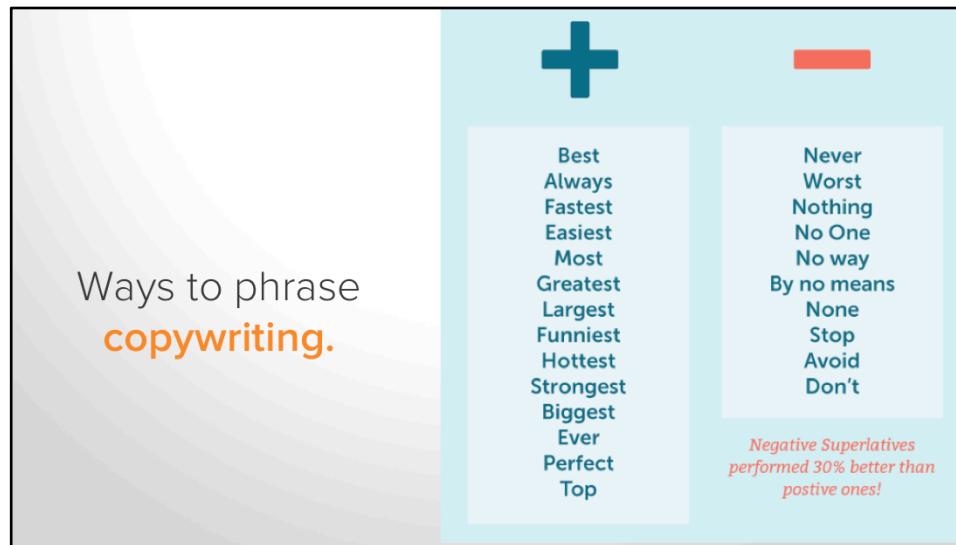 Ways to phrase
copywriting.
Best
Always
Fastest
Easiest
Most
Greatest
Largest
Funniest
Hottest
Strongest
Biggest
Ever
Perfect
Top
Never
Worst
Nothing
No One
No way
By no means
None
Stop
Avoid
Don't
Negative Superlatives
performed 30% better than
postive ones!